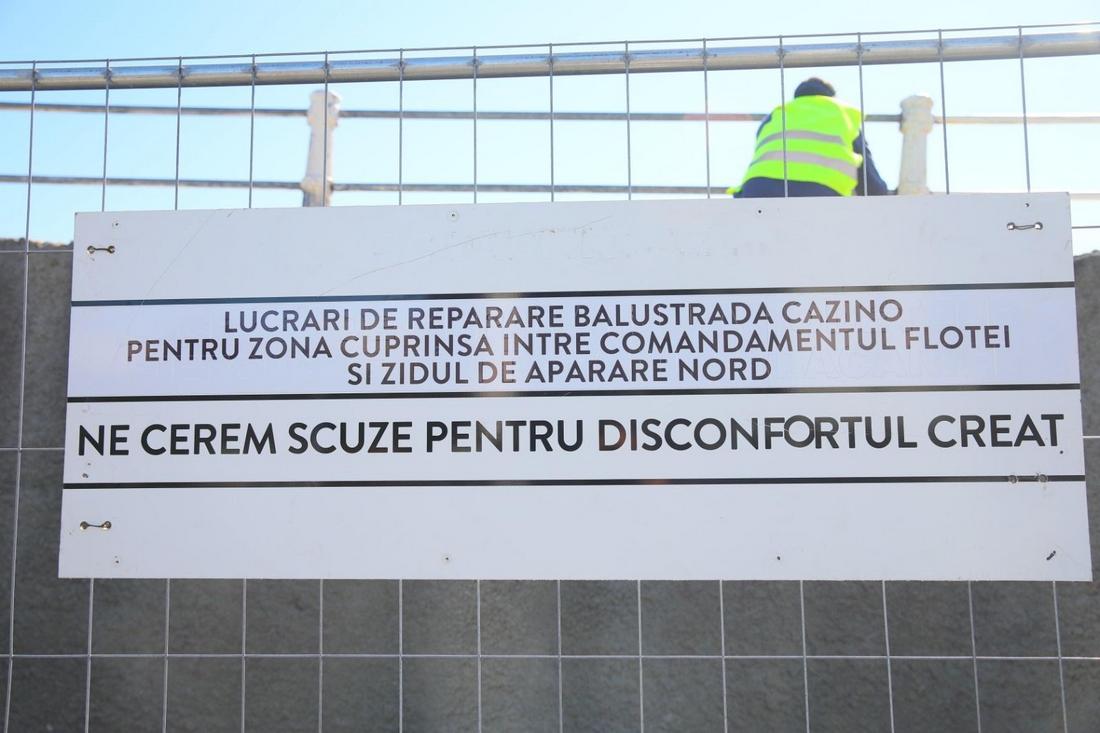 LUCRARI DE REPARARE BALUSTRADA CAZINO
PENTRU ZONA CUPRINSA INTRE COMANDAMENTUL FLOTEI
SI ZIDUL DE APARARE NORD
NE CEREM SCUZE PENTRU DISCONFORTUL CREAT.